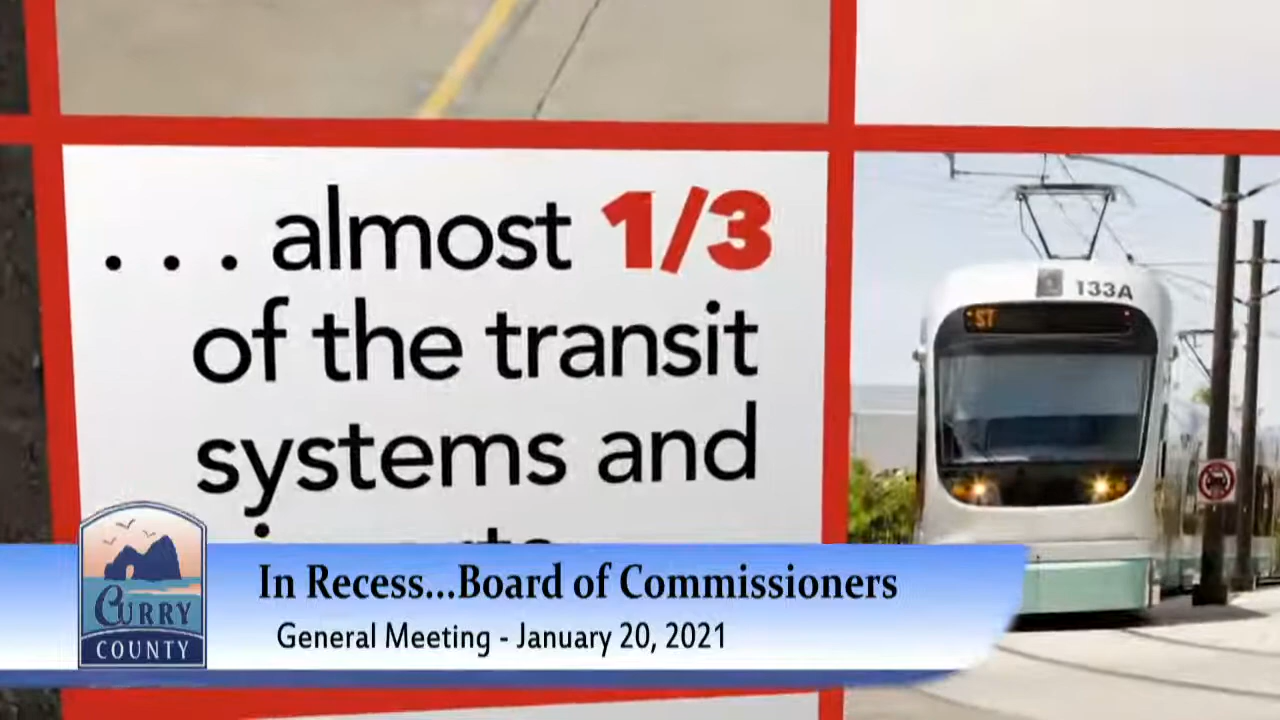 . . . almost 1/3
of the transit
systems and
133A
ST
In Recess...Board of Commissioners
General Meeting - January 20, 2021
CURRY
COUNTY